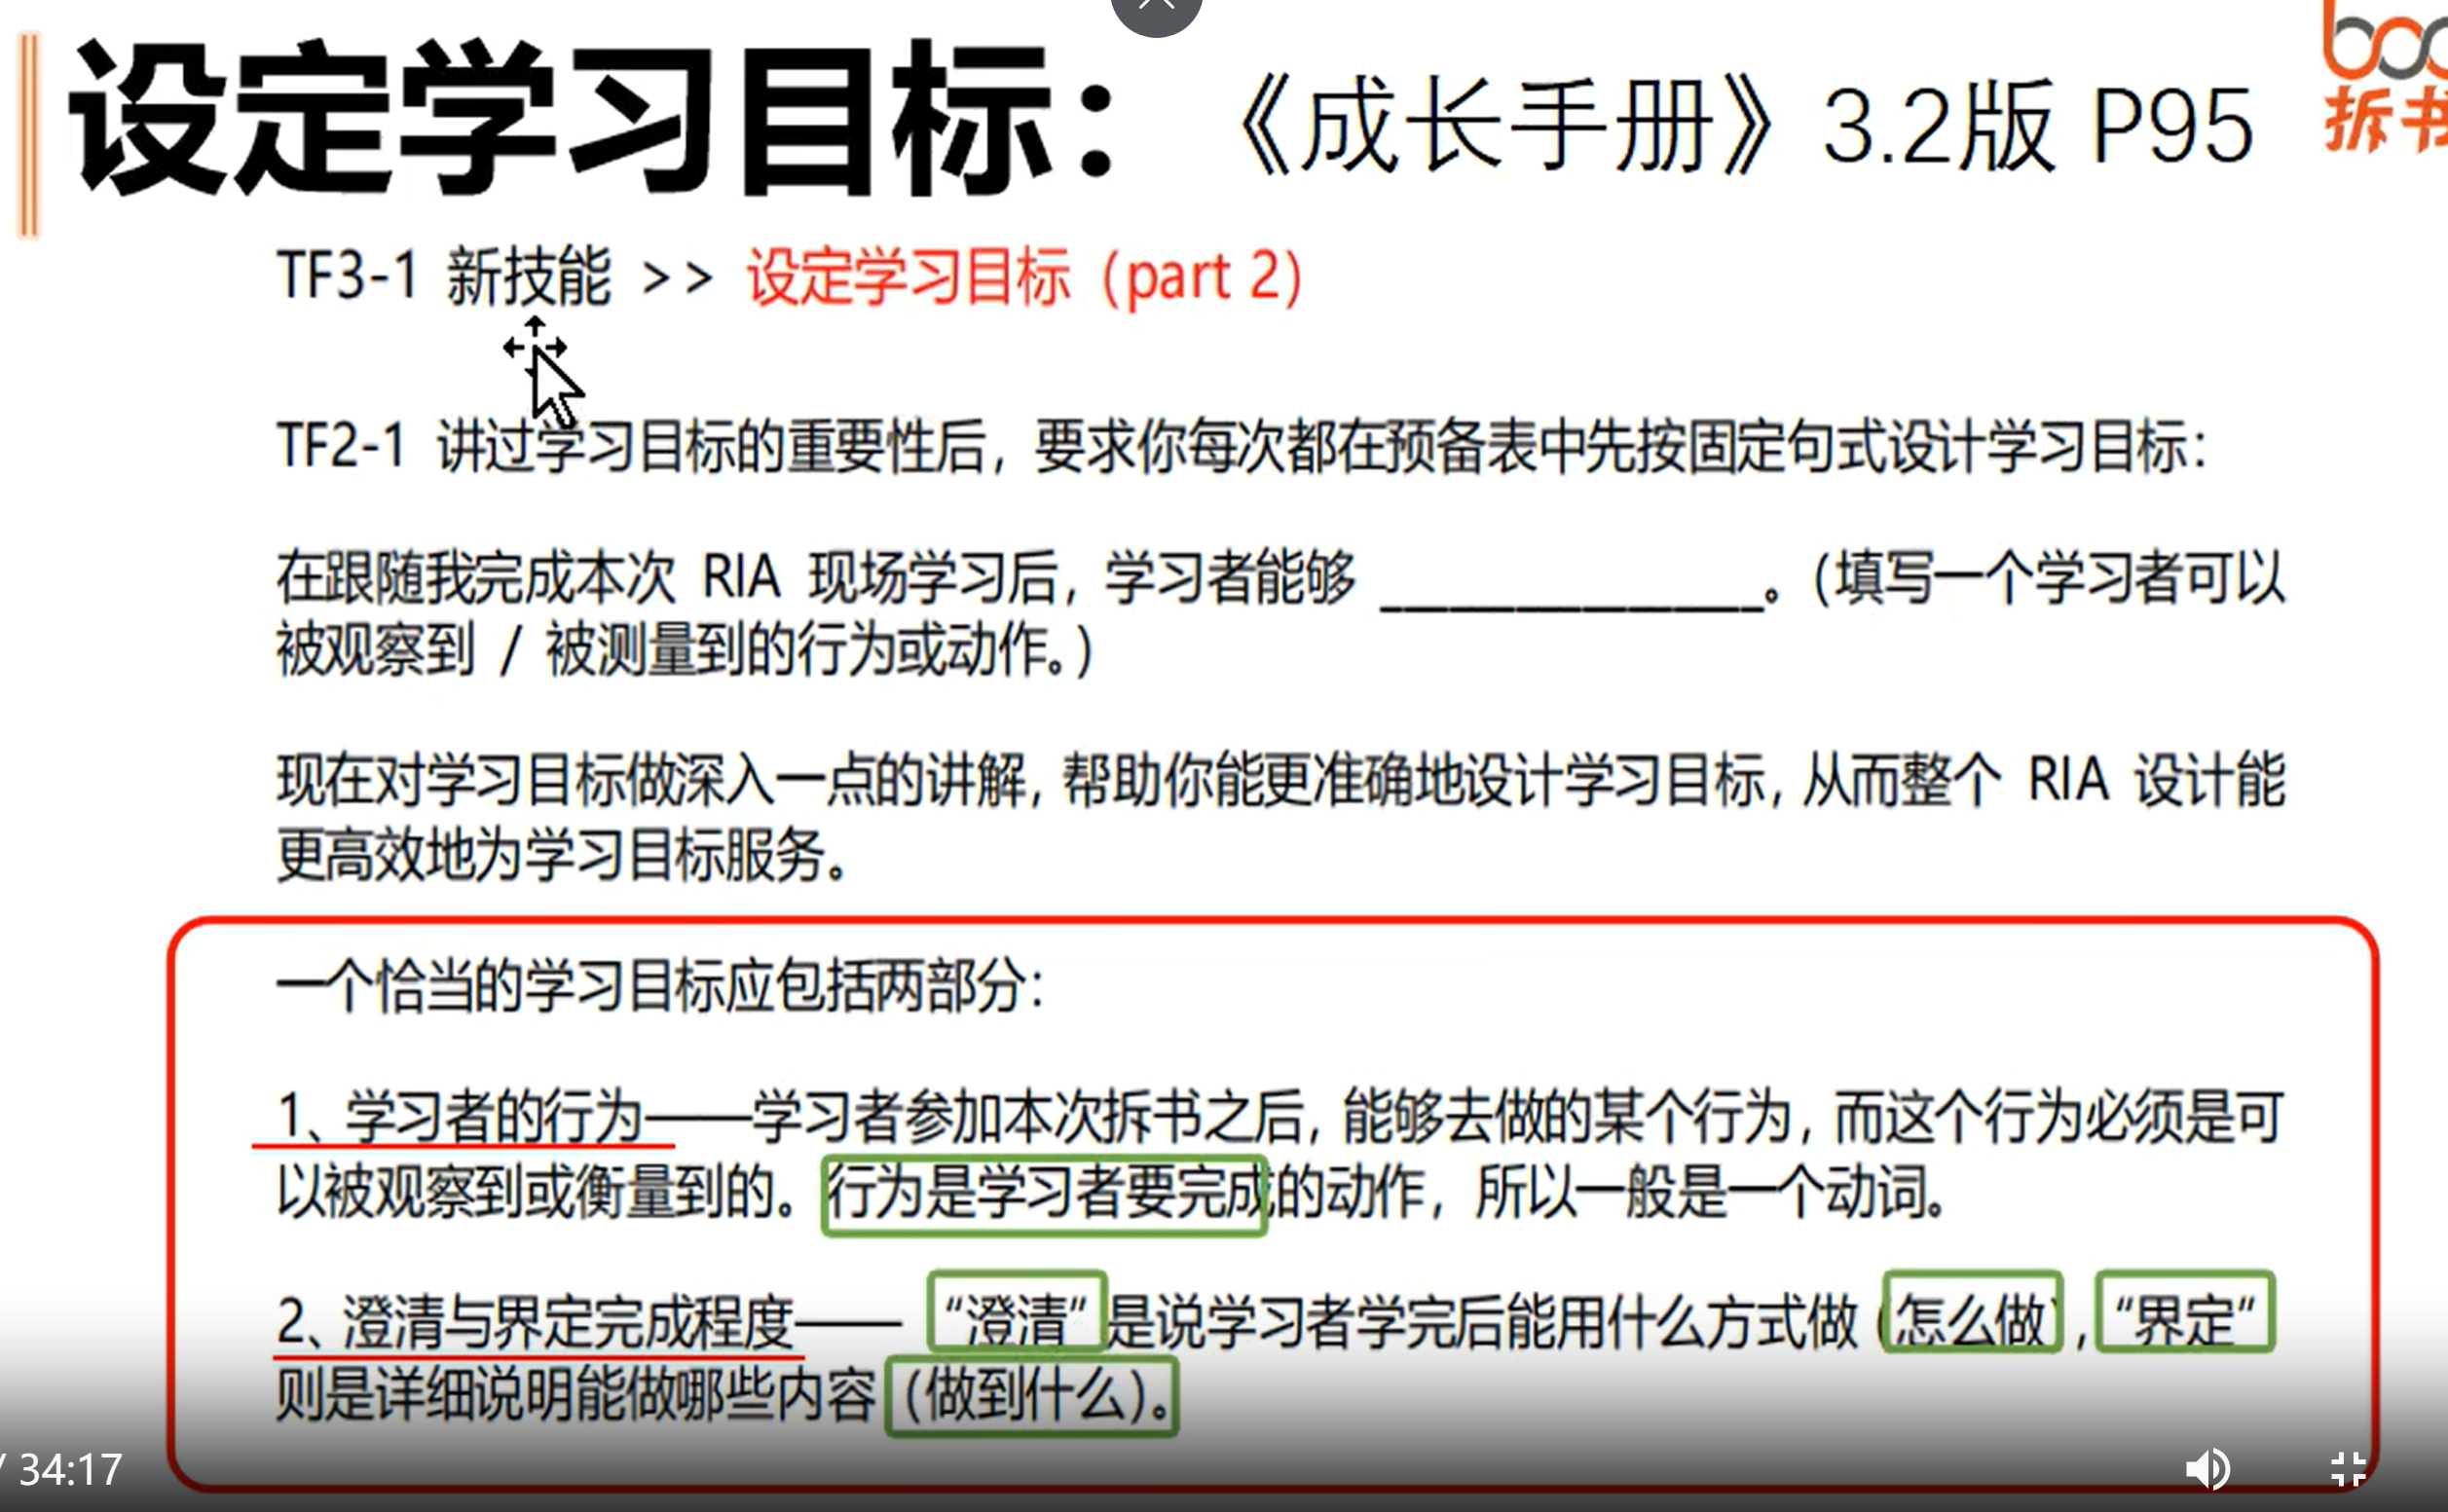 设定学习目标：《成长手册》3.2版 P95
拆书
TF3-1 新技能 >> 设定学习目标（part 2）
TF2-1 讲过学习目标的重要性后，要求你每次都在预备表中先按固定句式设计学习目标：
在跟随我完成本次 RIA 现场学习后，学习者能够 ________________。（填写一个学习者可以
被观察到 / 被测量到的行为或动作。）
现在对学习目标做深入一点的讲解，帮助你能更准确地设计学习目标，从而整个 RIA 设计能
更高效地为学习目标服务。
一个恰当的学习目标应包括两部分：
1、学习者的行为——学习者参加本次拆书之后，能够去做的某个行为，而这个行为必须是可
以被观察到或衡量到的。行为是学习者要完成的动作，所以一般是一个动词。
2、澄清与界定完成程度——“澄清”是说学习者学完后能用什么方式做（怎么做），“界定”
则是详细说明能做哪些内容（做到什么）。
/ 34:17